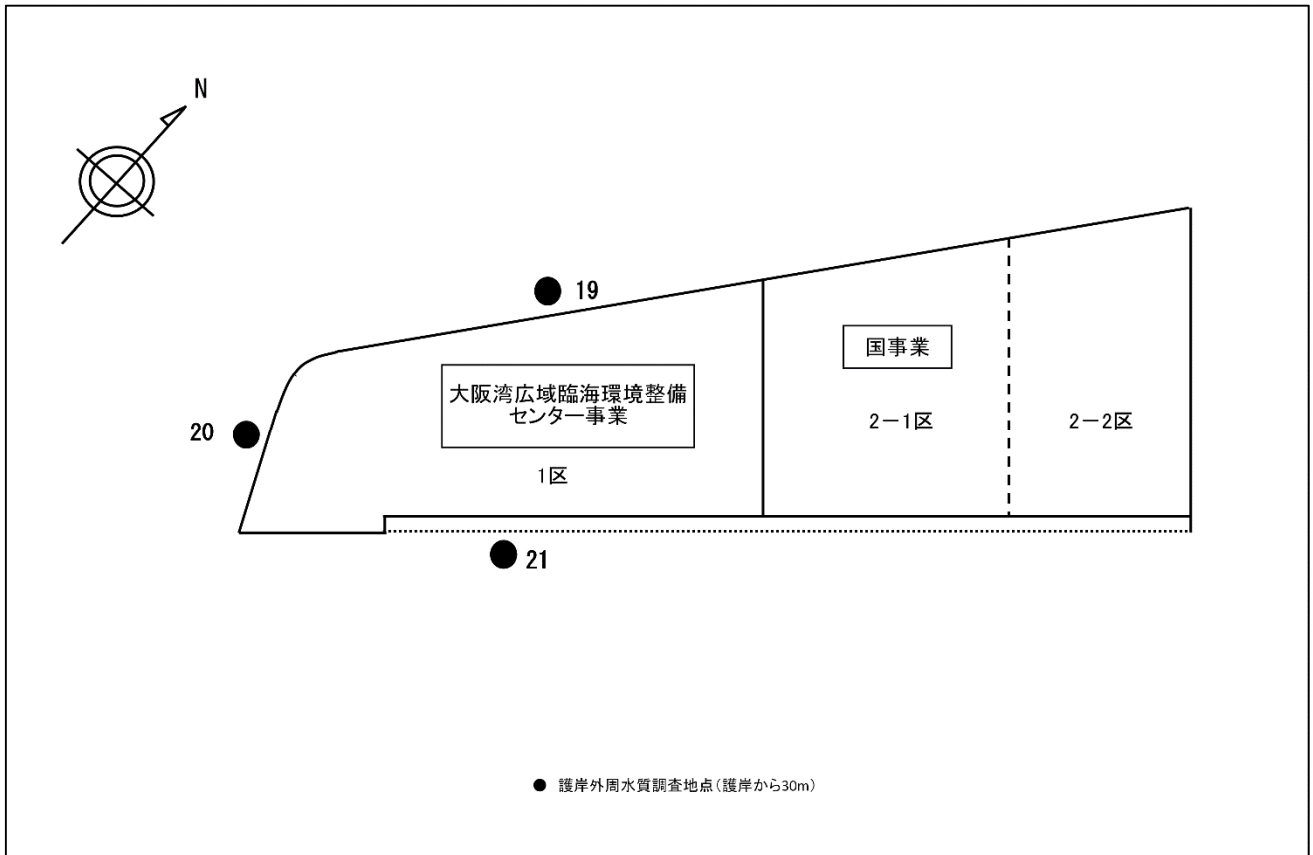 N
19
国事業
大阪湾広域臨海環境整備
センター事業
20
2-1区
2-2区
1区
21
● 護岸外周水質調査地点(護岸から30m)